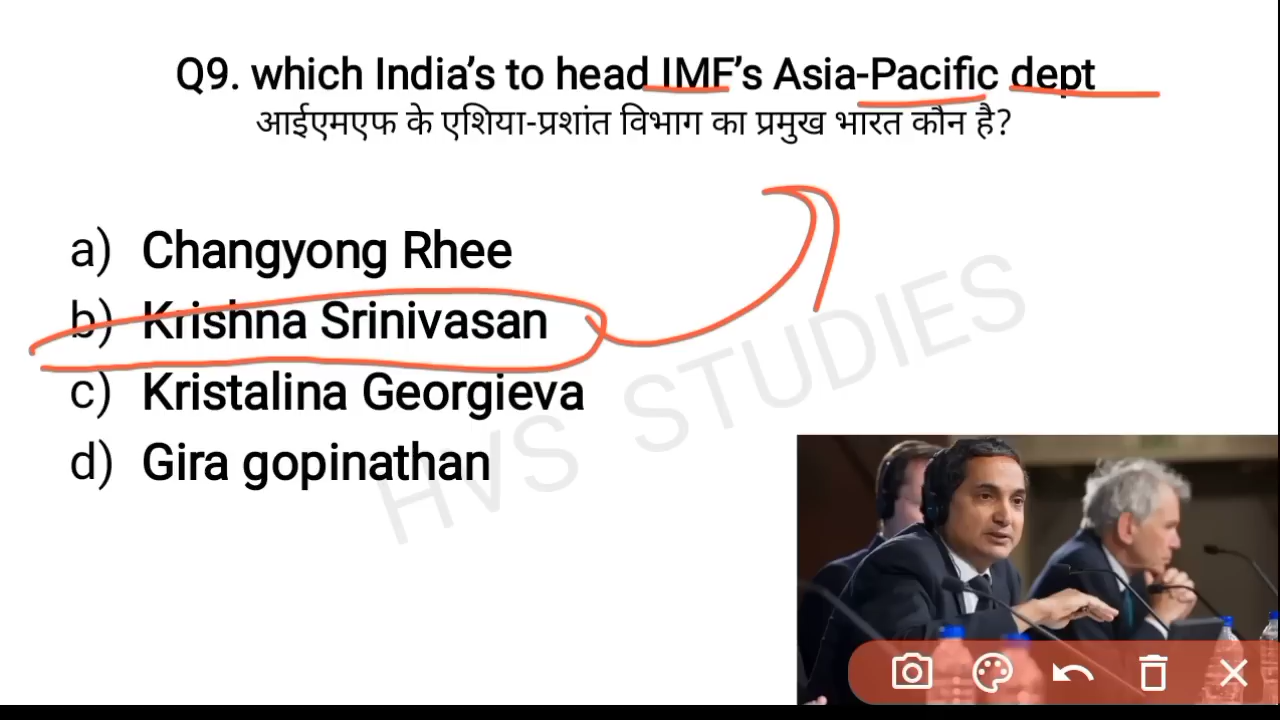 Q9. which India's to head IMF's Asia-Pacific dept
आईएमएफ के एशिया-प्रशांत विभाग का प्रमुख भारत कौन है?
a) Changyong Rhee
b) Krishna Srinivasan
c) Kristalina Georgieva
d) Gira gopinathan
HVS STUDIES